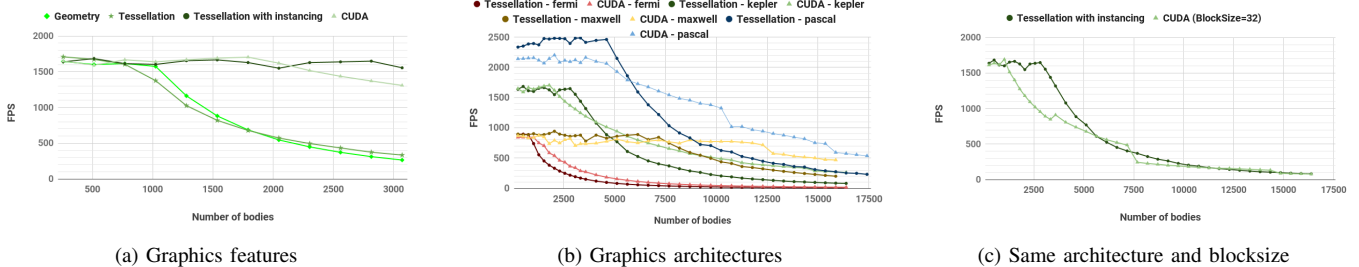 Geometry Tessellation Tessellation with instancing CUDA
2000
1500
1000
500
0
FPS
500 1000 1500 2000 2500 3000
Number of bodies
(a) Graphics features
Tessellation - fermi CUDA - fermi Tessellation - kepler CUDA - kepler
Tessellation - maxwell CUDA - maxwell Tessellation - pascal
CUDA - pascal
2500
2000
1500
1000
500
0
FPS
2500 5000 7500 10000 12500 15000 17500
Number of bodies
(b) Graphics architectures
Tessellation with instancing CUDA (BlockSize=32)
2000
1500
1000
500
0
FPS
2500 5000 7500 10000 12500 15000 17500
Number of bodies
(c) Same architecture and blocksize